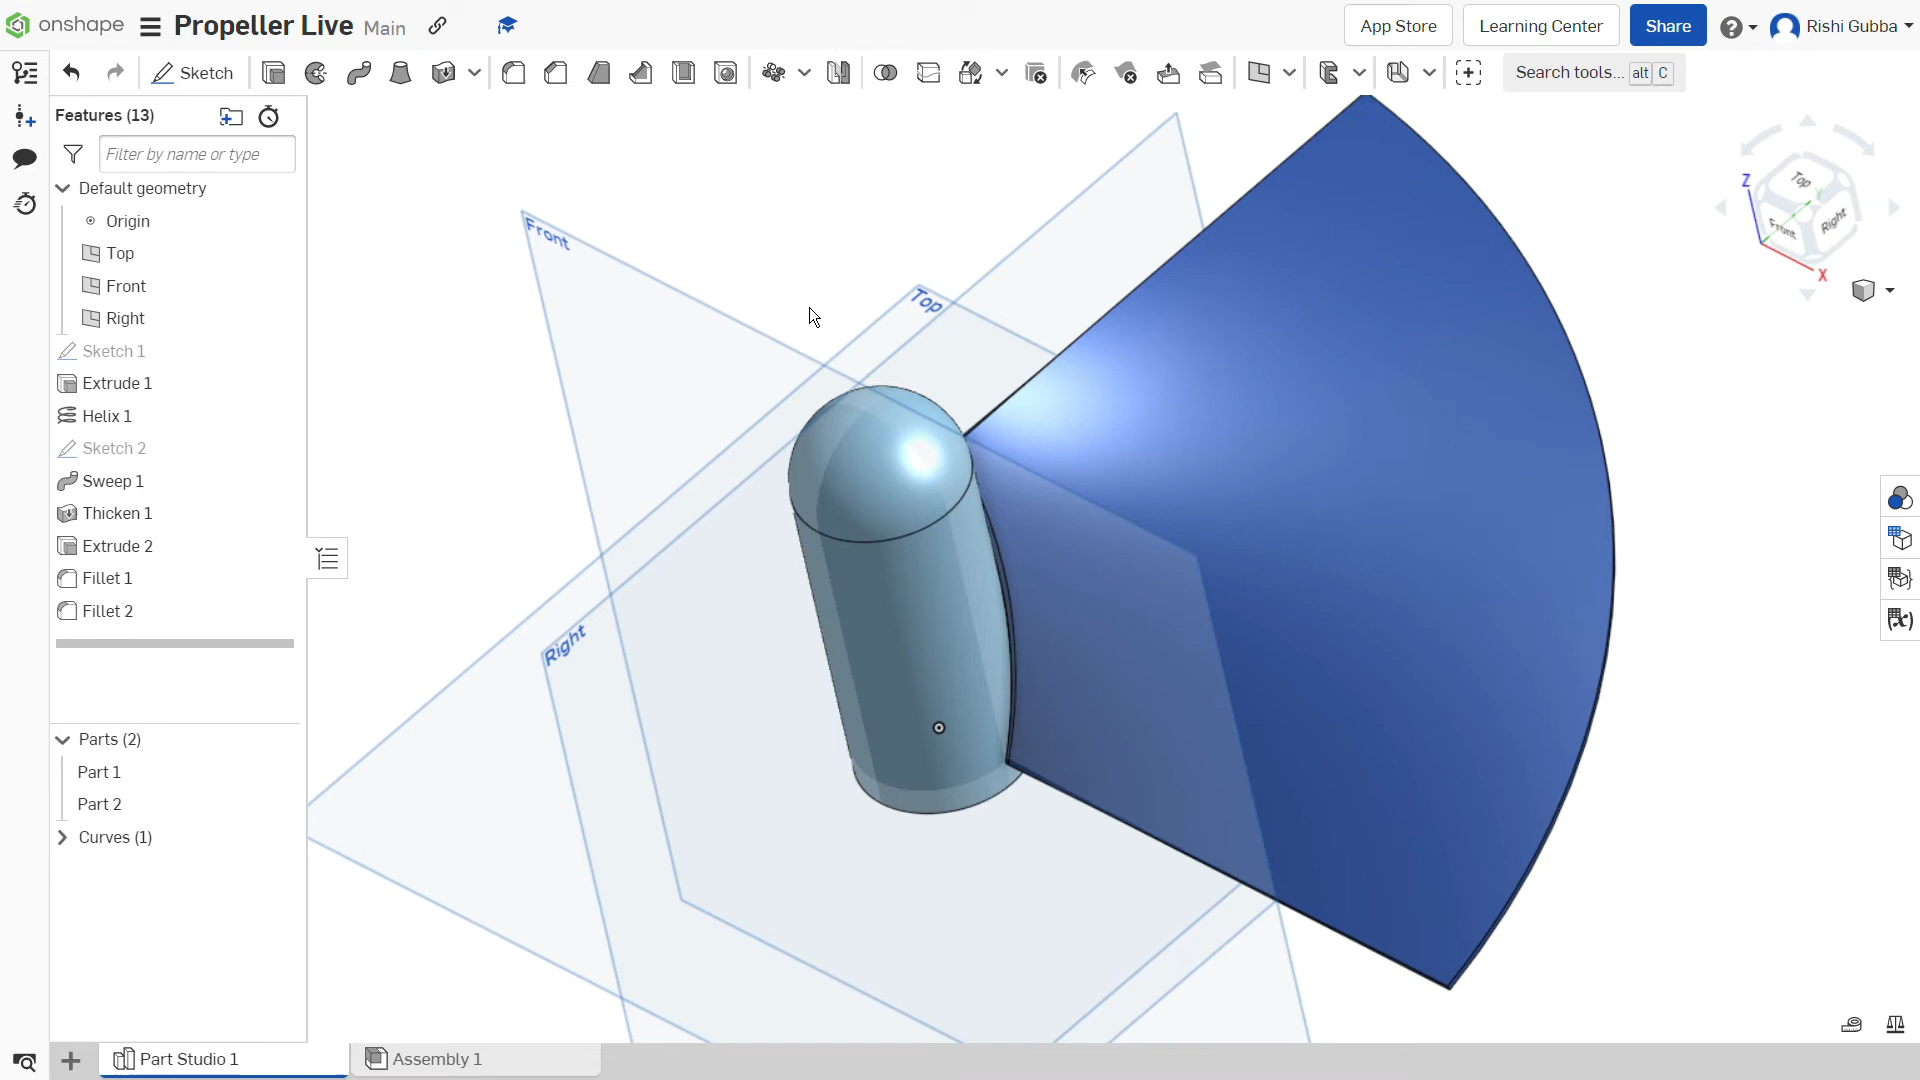 onshape Propeller Live Main App Store Learning Center Share Rishi Gubba
Sketch Search tools... alt C
Features (13)
Filter by name or type
Default geometry
Origin
Top
Front
Right
Sketch 1
Extrude 1
Helix 1
Sketch 2
Sweep 1
Thicken 1
Extrude 2
Fillet 1
Fillet 2
Parts (2)
Part 1
Part 2
Curves (1)
Front
Top
Right
Z
Top
Y
Front
Right
X
Part Studio 1 Assembly 1